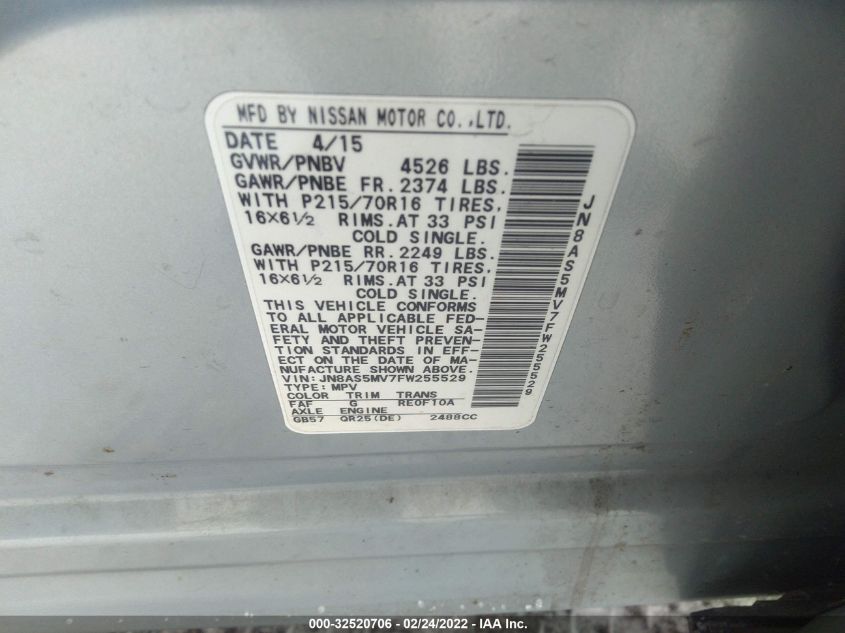 MFD BY NISSAN MOTOR CO.,LTD.
DATE 4/15
GVWR/PNBV 4526 LBS.
GAWR/PNBE FR. 2374 LBS.
WITH P215/70R16 TIRES,
16X6½ RIMS. AT 33 PSI
COLD SINGLE.
GAWR/PNBE RR. 2249 LBS.
WITH P215/70R16 TIRES,
16X6½ RIMS. AT 33 PSI
COLD SINGLE.
THIS VEHICLE CONFORMS
TO ALL APPLICABLE FED-
ERAL MOTOR VEHICLE SA-
FETY AND THEFT PREVEN-
TION STANDARDS IN EFF-
ECT ON THE DATE OF MA-
NUFACTURE SHOWN ABOVE.
VIN: JN8AS5MV7FW255529
TYPE: MPV
COLOR TRIM TRANS
FAF G RE0F10A
AXLE ENGINE
GB57 QR25(DE) 2488CC
JN8AS5MV7FW255529
000-32520706 - 02/24/2022 - IAA Inc.